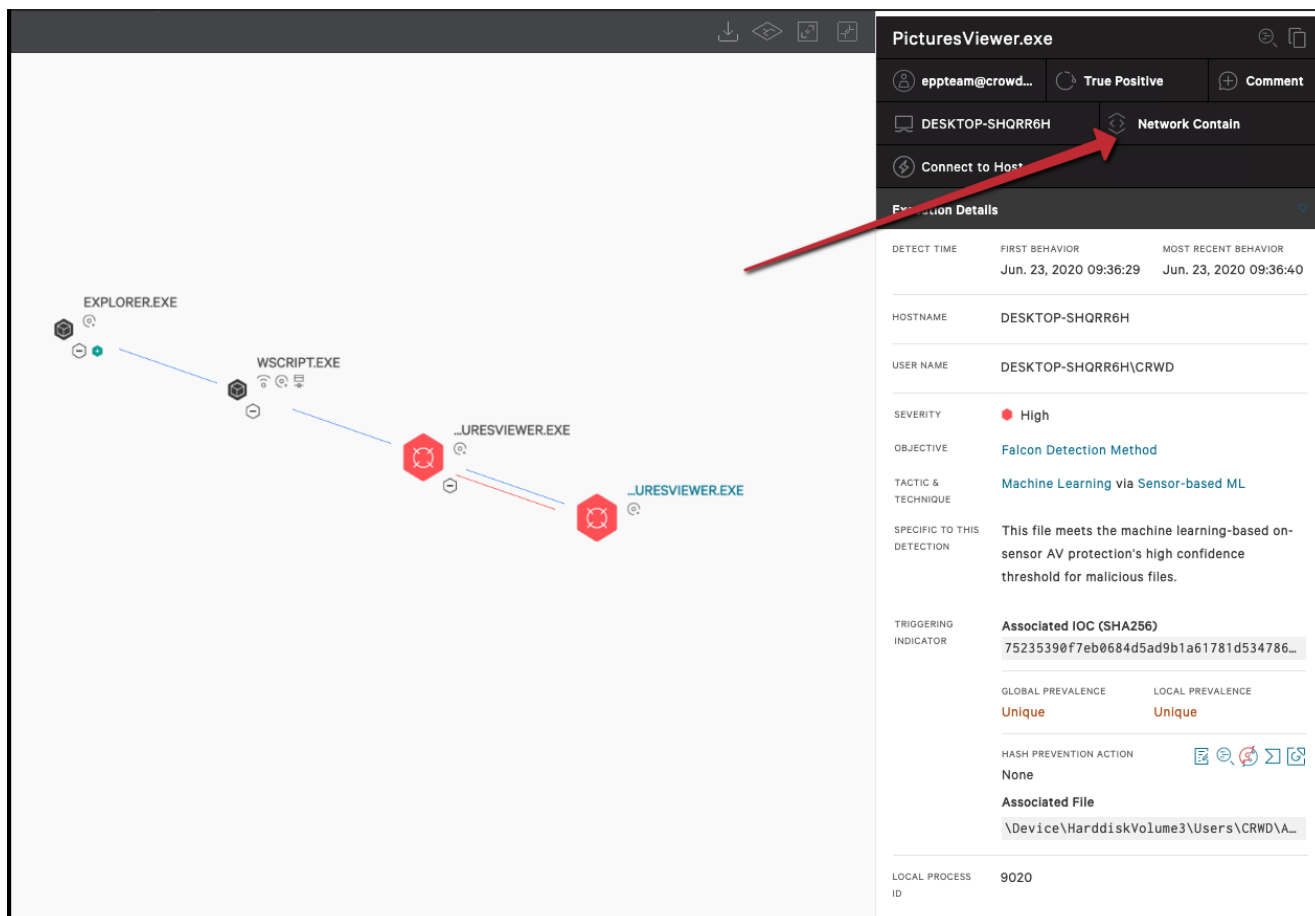 PicturesViewer.exe
eppteam@crowd... True Positive Comment
DESKTOP-SHQRR6H Network Contain
Connect to Host
Execution Details
DETECT TIME FIRST BEHAVIOR MOST RECENT BEHAVIOR
Jun. 23, 2020 09:36:29 Jun. 23, 2020 09:36:40
HOSTNAME DESKTOP-SHQRR6H
USER NAME DESKTOP-SHQRR6H\CRWD
SEVERITY High
OBJECTIVE Falcon Detection Method
TACTIC & Machine Learning via Sensor-based ML
TECHNIQUE
SPECIFIC TO THIS This file meets the machine learning-based on-
DETECTION sensor AV protection's high confidence
threshold for malicious files.
TRIGGERING Associated IOC (SHA256)
INDICATOR 75235390f7eb0684d5ad9b1a61781d534786...
GLOBAL PREVALENCE LOCAL PREVALENCE
Unique Unique
HASH PREVENTION ACTION
None
Associated File
\Device\HarddiskVolume3\Users\CRWD\A...
LOCAL PROCESS 9020
ID
EXPLORER.EXE
WSCRIPT.EXE
...URESVIEWER.EXE
...URESVIEWER.EXE